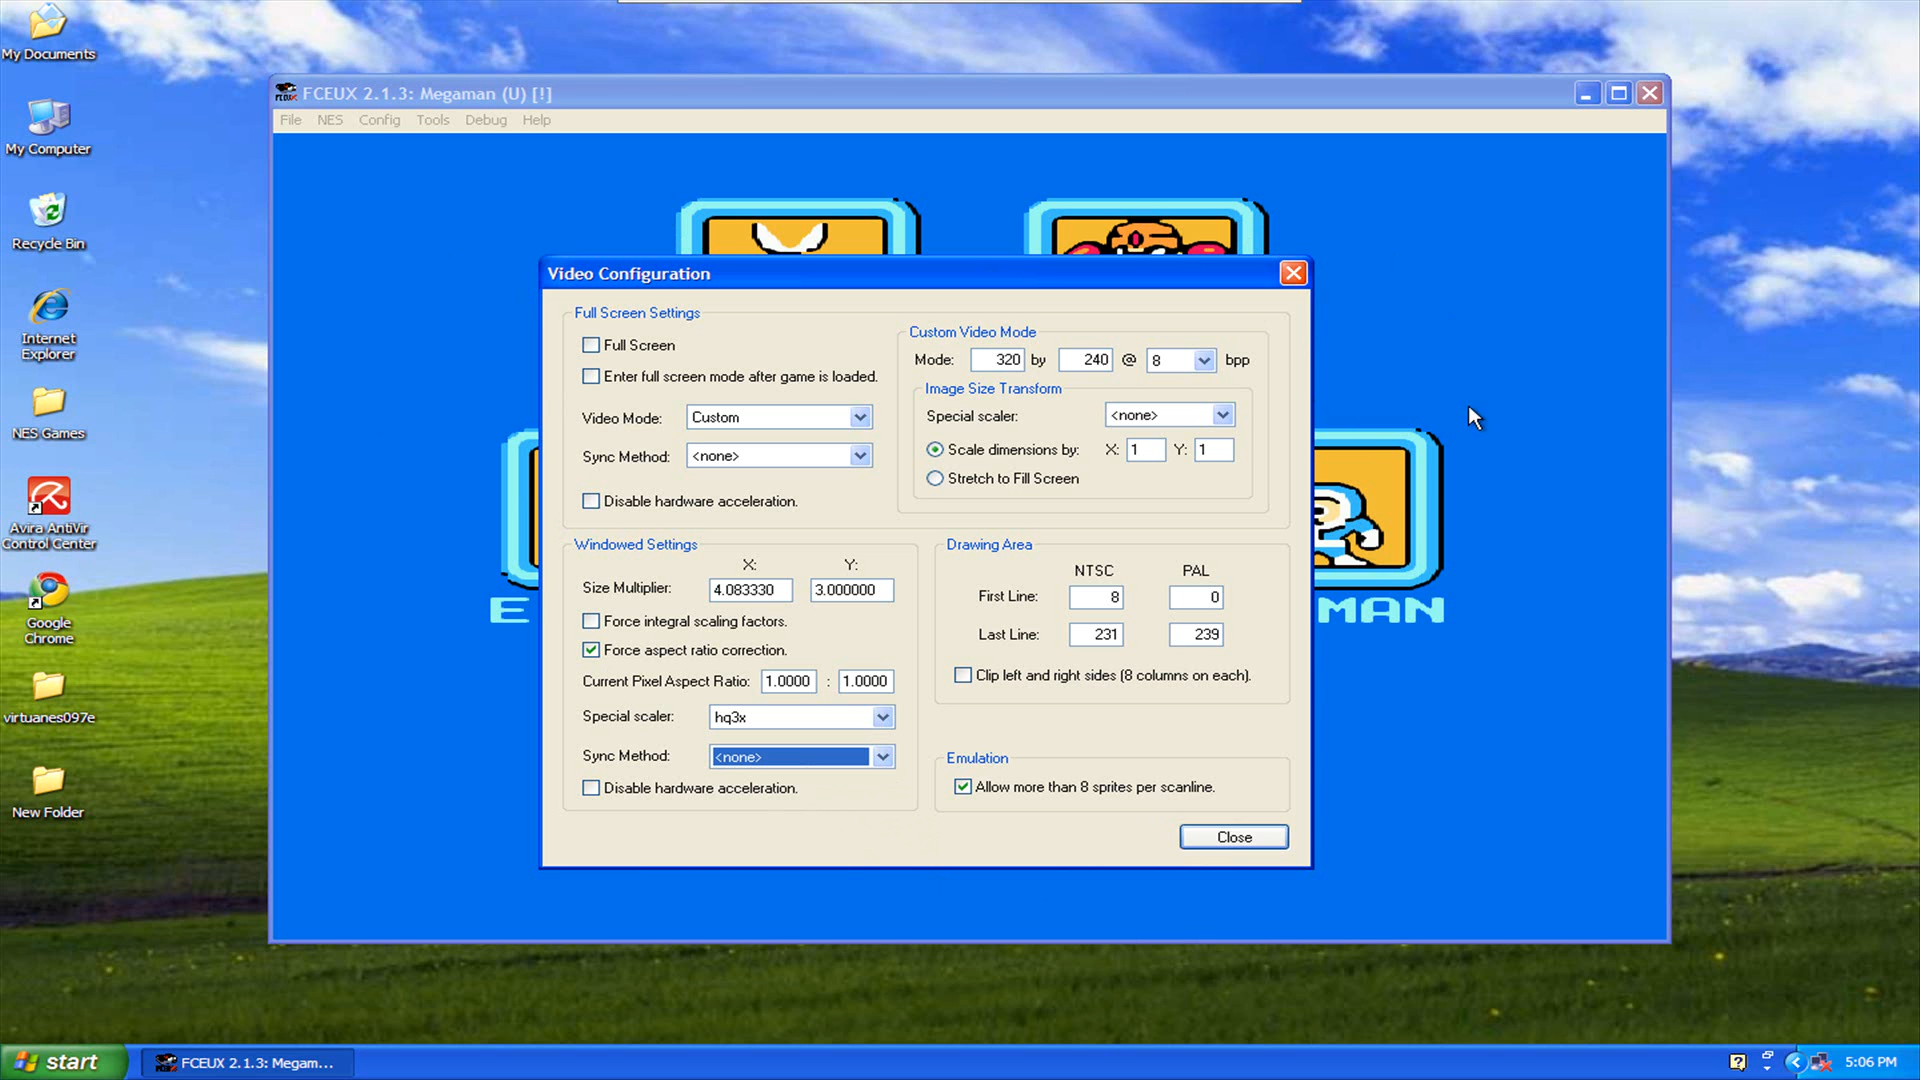 My Documents
My Computer
Recycle Bin
Internet
Explorer
NES Games
Avira AntiVir
Control Center
Google
Chrome
virtuanes097e
New Folder
FCEUX 2.1.3: Megaman (U) [!]
File NES Config Tools Debug Help
E
MAN
Video Configuration
Full Screen Settings
Full Screen
Enter full screen mode after game is loaded.
Video Mode: Custom
Sync Method: <none>
Disable hardware acceleration.
Custom Video Mode
Mode: 320 by 240 @ 8 bpp
Image Size Transform
Special scaler: <none>
Scale dimensions by: X: 1 Y: 1
Stretch to Fill Screen
Windowed Settings
X: Y:
Size Multiplier: 4.083330 3.000000
Force integral scaling factors.
Force aspect ratio correction.
Current Pixel Aspect Ratio: 1.0000 : 1.0000
Special scaler: hq3x
Sync Method: <none>
Disable hardware acceleration.
Drawing Area
NTSC PAL
First Line: 8 0
Last Line: 231 239
Clip left and right sides (8 columns on each).
Emulation
Allow more than 8 sprites per scanline.
Close
start
FCEUX 2.1.3: Megam...
5:06 PM